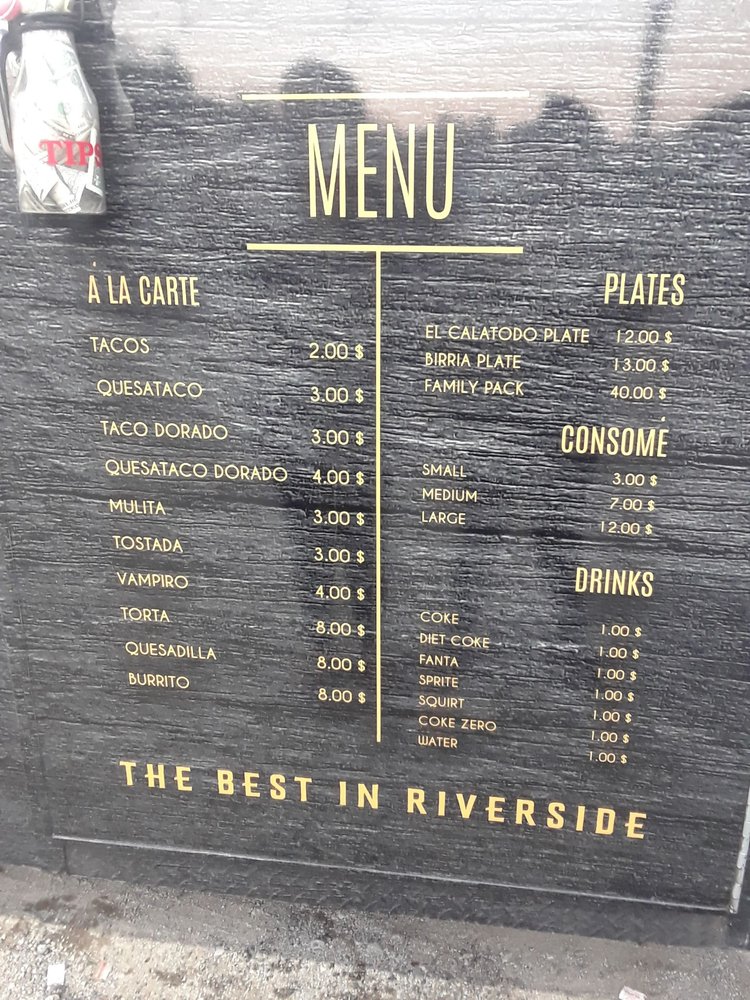 TIPS
MENU
Á LA CARTE
TACOS 2.00 $
QUESATACO 3.00 $
TACO DORADO 3.00 $
QUESATACO DORADO 4.00 $
MULITA 3.00 $
TOSTADA 3.00 $
VAMPIRO 4.00 $
TORTA 8.00 $
QUESADILLA 8.00 $
BURRITO 8.00 $
PLATES
EL CALATODO PLATE 12.00 $
BIRRIA PLATE 13.00 $
FAMILY PACK 40.00 $
CONSOMÉ
SMALL 3.00 $
MEDIUM 7.00 $
LARGE 12.00 $
DRINKS
COKE 1.00 $
DIET COKE 1.00 $
FANTA 1.00 $
SPRITE 1.00 $
SQUIRT 1.00 $
COKE ZERO 1.00 $
WATER 1.00 $
THE BEST IN RIVERSIDE